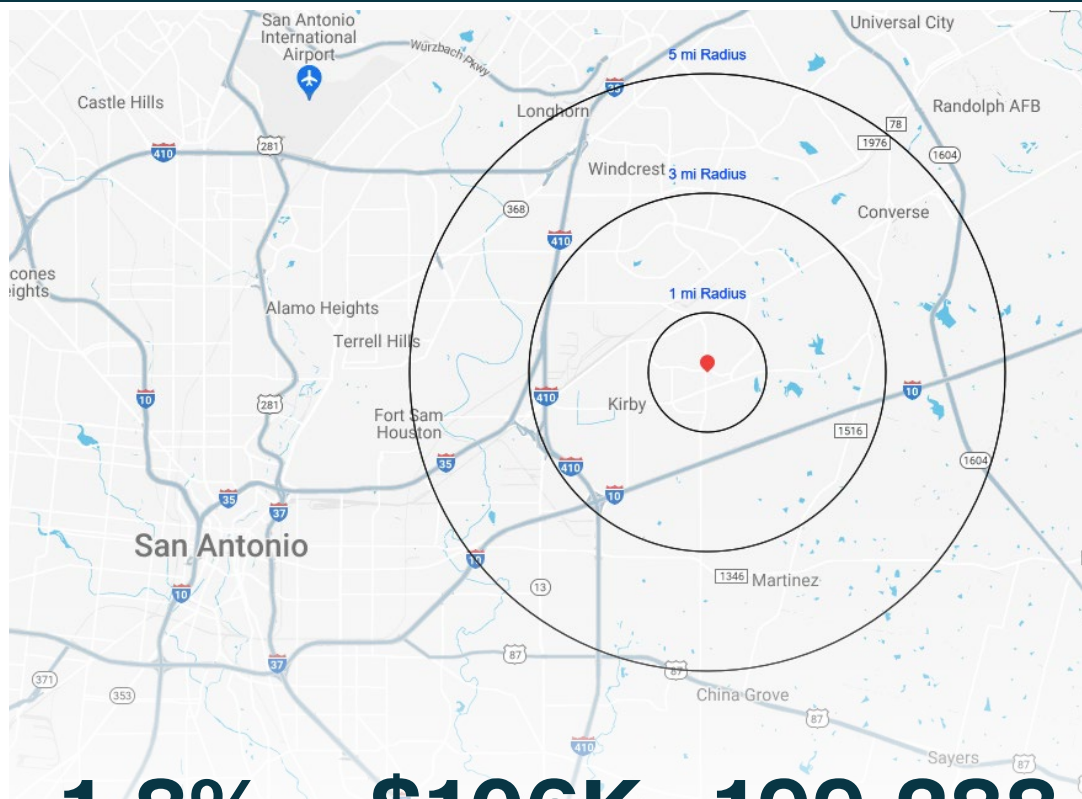 San Antonio
International
Airport
Universal City
Wurzbach Pkwy
5 mi Radius
Castle Hills
35
Longhorn
Randolph AFB
78
1976
281
410
1604
Windcrest
3 mi Radius
368
Converse
410
1 mi Radius
Alamo Heights
Terrell Hills
10
281
410
Kirby
10
Fort Sam
Houston
1516
35
410
1604
35
10
37
San Antonio
10
10
13
1346 Martinez
37
87
87
371
353
China Grove
87
410
Sayers
87